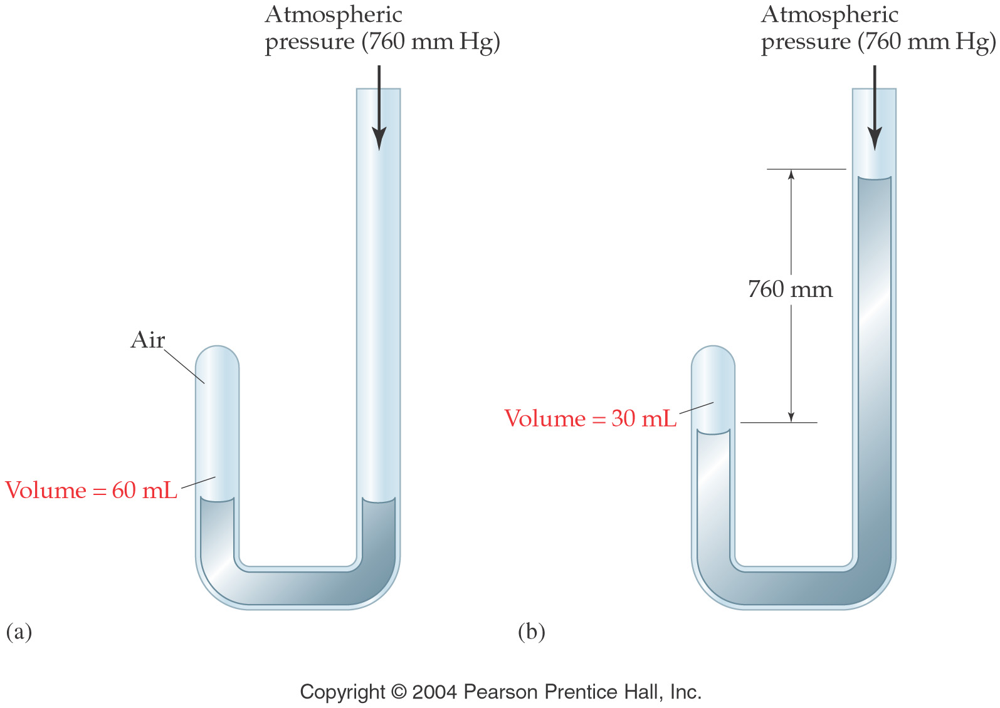 Atmospheric
pressure (760 mm Hg)
Air
Volume = 60 mL
(a)
Atmospheric
pressure (760 mm Hg)
760 mm
Volume = 30 mL
(b)
Copyright © 2004 Pearson Prentice Hall, Inc.